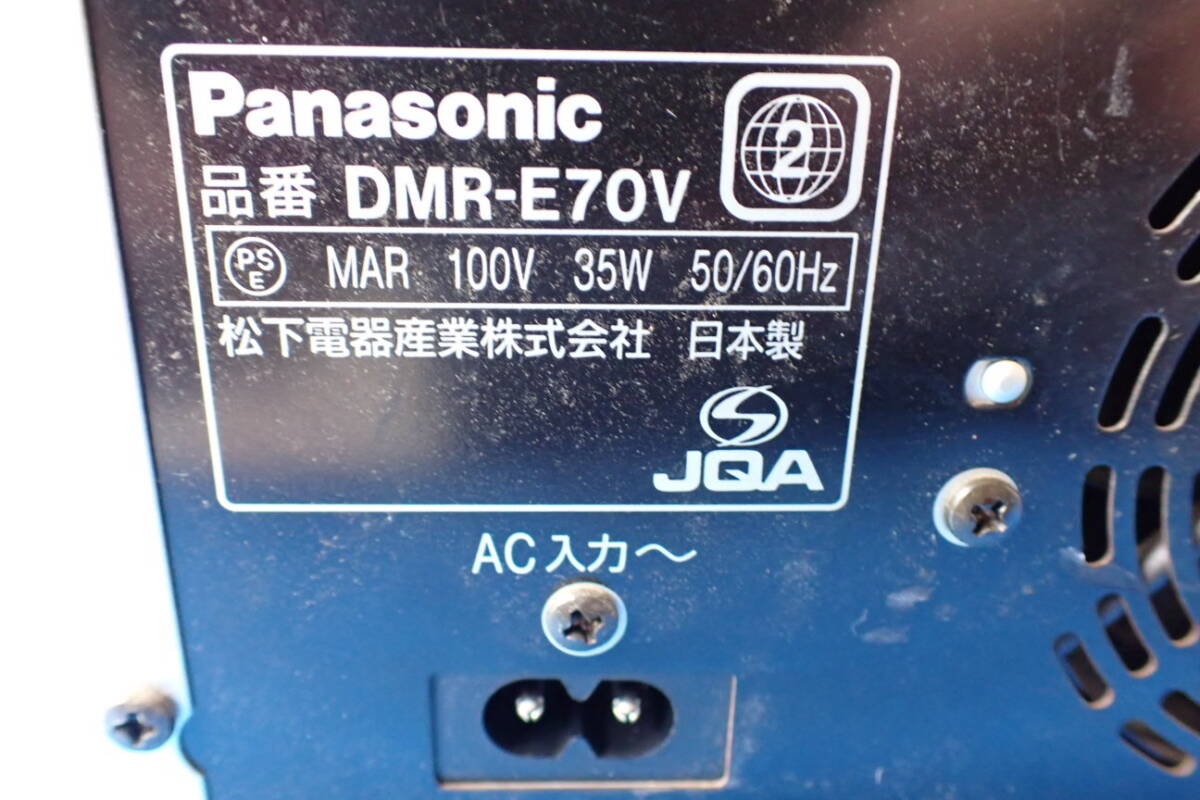 Panasonic
2
品番 DMR-E70V
PSE MAR 100V 35W 50/60Hz
松下電器産業株式会社 日本製
JQA
AC入力～